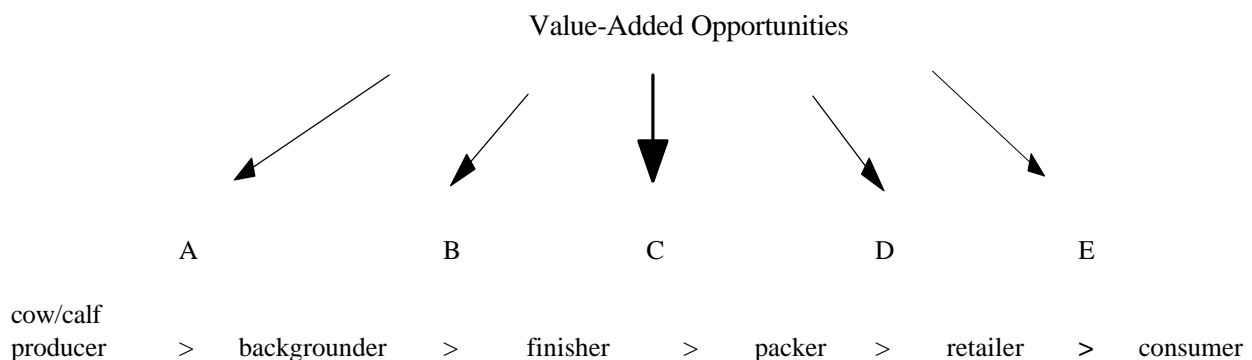 Value-Added Opportunities
A B C D E
cow/calf
producer > backgrounder > finisher > packer > retailer > consumer